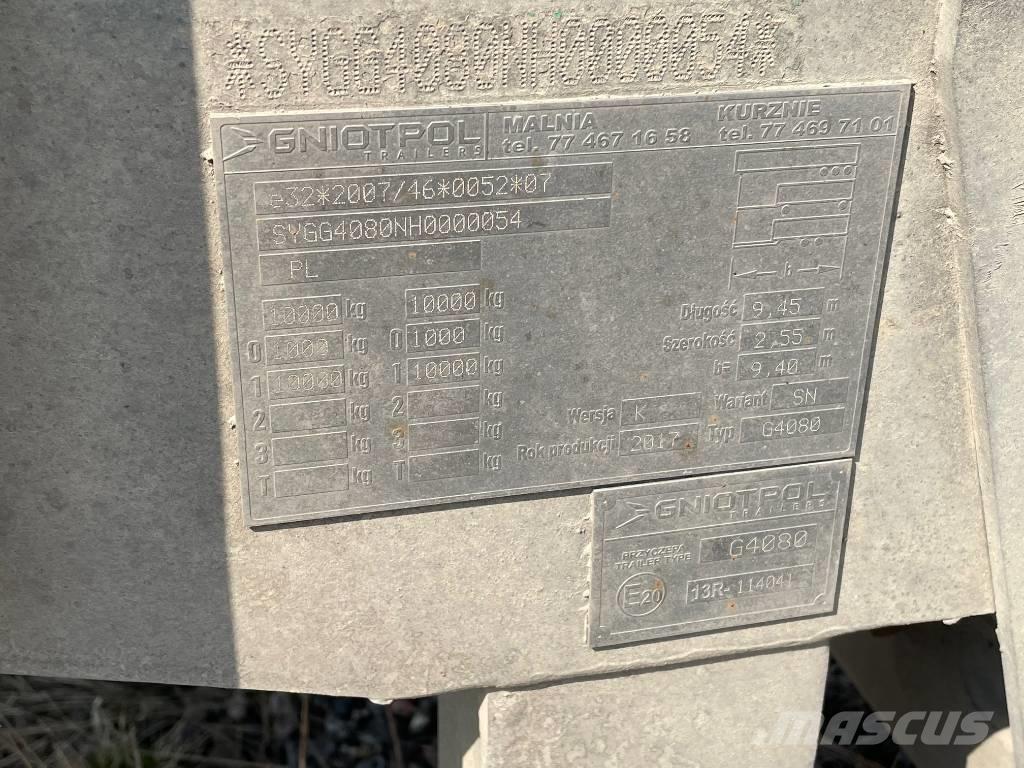 *SYGG4080NH0000054*
GNIOTPOL TRAILERS
MALNIA tel. 77 467 16 58
KURZNIE tel. 77 469 71 01
e32*2007/46*0052*07
SYGG4080NH0000054
PL
10000 kg 10000 kg
0 1000 kg 0 1000 kg
1 10000 kg T 10000 kg
2 kg 2 kg
3 kg 3 kg
T kg T kg
h
Długość 9,45 m
Szerokość 2,55 m
h= 9,40 m
Wersja K Wariant SN
Rok produkcji 2017 Typ G4080
GNIOTPOL
TRAILERS
PRZYCZEPA
TRAILER TYPE
G4080
E20 13R-114041
MASCUS